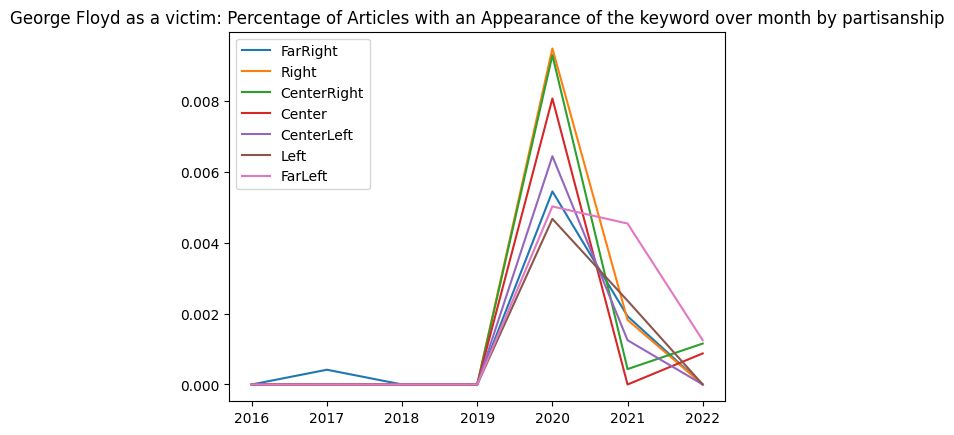 George Floyd as a victim: Percentage of Articles with an Appearance of the keyword over month by partisanship
FarRight
Right
CenterRight
Center
CenterLeft
Left
FarLeft
0.008
0.006
0.004
0.002
0.000
2016 2017 2018 2019 2020 2021 2022